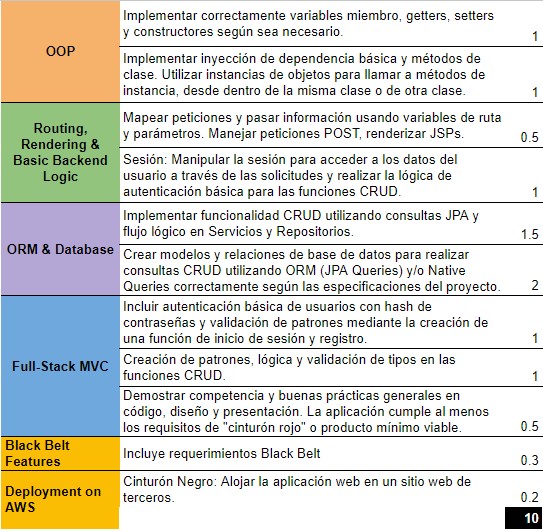 OOP
Implementar correctamente variables miembro, getters, setters
y constructores según sea necesario.
1
Implementar inyección de dependencia básica y métodos de
clase. Utilizar instancias de objetos para llamar a métodos de
instancia, desde dentro de la misma clase o de otra clase.
1
Routing,
Rendering &
Basic Backend
Logic
Mapear peticiones y pasar información usando variables de ruta
y parámetros. Manejar peticiones POST, renderizar JSPs.
0.5
Sesión: Manipular la sesión para acceder a los datos del
usuario a través de las solicitudes y realizar la lógica de
autenticación básica para las funciones CRUD.
1
ORM & Database
Implementar funcionalidad CRUD utilizando consultas JPA y
flujo lógico en Servicios y Repositorios.
1.5
Crear modelos y relaciones de base de datos para realizar
consultas CRUD utilizando ORM (JPA Queries) y/o Native
Queries correctamente según las especificaciones del proyecto.
2
Full-Stack MVC
Incluir autenticación básica de usuarios con hash de
contraseñas y validación de patrones mediante la creación de
una función de inicio de sesión y registro.
1
Creación de patrones, lógica y validación de tipos en las
funciones CRUD.
1
Demostrar competencia y buenas prácticas generales en
código, diseño y presentación. La aplicación cumple al menos
los requisitos de "cinturón rojo" o producto mínimo viable.
0.5
Black Belt
Features
Incluye requerimientos Black Belt
0.3
Deployment on
AWS
Cinturón Negro: Alojar la aplicación web en un sitio web de
terceros.
0.2
10